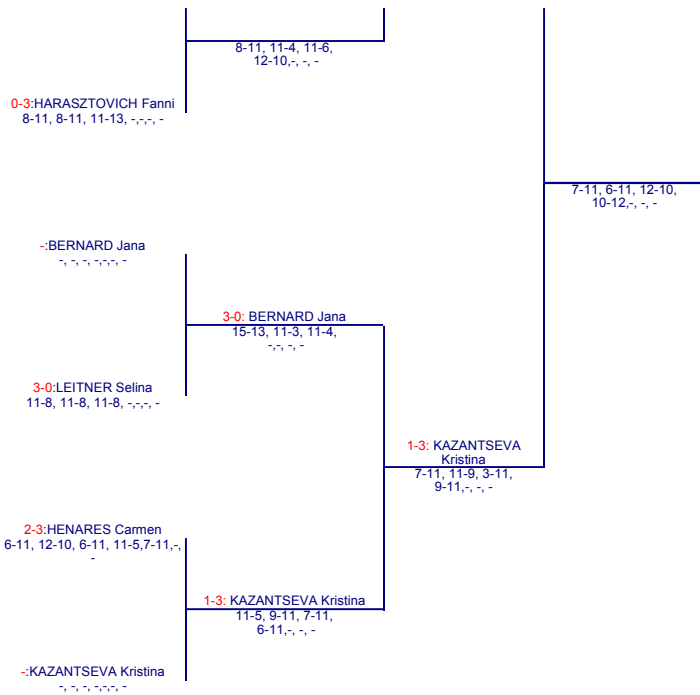 8-11, 11-4, 11-6,
12-10,-, -, -
0-3:HARASZTOVICH Fanni
8-11, 8-11, 11-13, -,-,-, -
7-11, 6-11, 12-10,
10-12,-, -, -
-:BERNARD Jana
-, -, -, -,-,-, -
3-0: BERNARD Jana
15-13, 11-3, 11-4,
-,-, -, -
3-0:LEITNER Selina
11-8, 11-8, 11-8, -,-,-, -
1-3: KAZANTSEVA
Kristina
7-11, 11-9, 3-11,
9-11,-, -, -
2-3:HENARES Carmen
6-11, 12-10, 6-11, 11-5,7-11,-,
-
1-3: KAZANTSEVA Kristina
11-5, 9-11, 7-11,
6-11,-, -, -
-:KAZANTSEVA Kristina
-, -, -, -,-,-, -